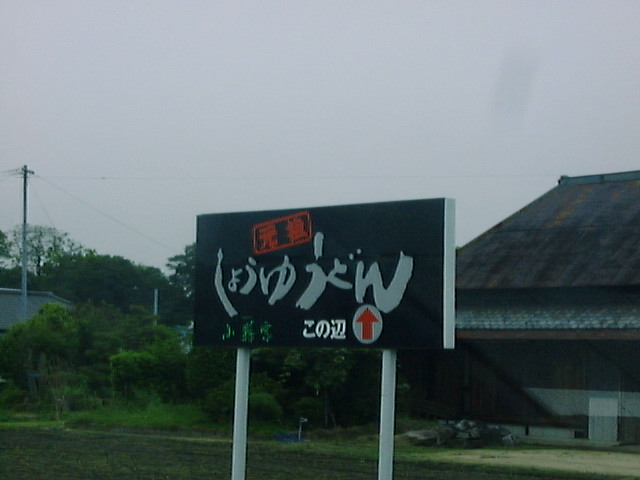 元祖
しょうゆうどん
小縣家
この辺